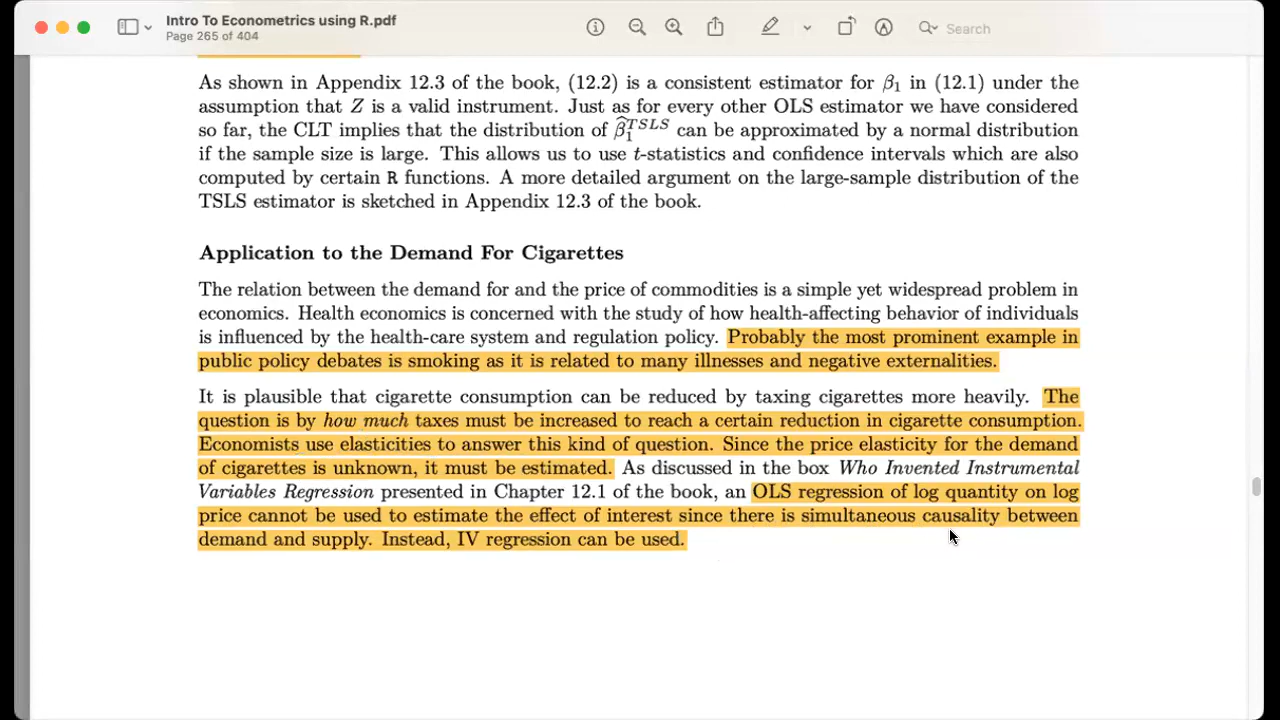 Intro To Econometrics using R.pdf
Page 265 of 404
Search
As shown in Appendix 12.3 of the book, (12.2) is a consistent estimator for β₁ in (12.1) under the
assumption that Z is a valid instrument. Just as for every other OLS estimator we have considered
so far, the CLT implies that the distribution of β̂₁ᵀˢᴸˢ can be approximated by a normal distribution
if the sample size is large. This allows us to use t-statistics and confidence intervals which are also
computed by certain R functions. A more detailed argument on the large-sample distribution of the
TSLS estimator is sketched in Appendix 12.3 of the book.
Application to the Demand For Cigarettes
The relation between the demand for and the price of commodities is a simple yet widespread problem in
economics. Health economics is concerned with the study of how health-affecting behavior of individuals
is influenced by the health-care system and regulation policy. Probably the most prominent example in
public policy debates is smoking as it is related to many illnesses and negative externalities.
It is plausible that cigarette consumption can be reduced by taxing cigarettes more heavily. The
question is by how much taxes must be increased to reach a certain reduction in cigarette consumption.
Economists use elasticities to answer this kind of question. Since the price elasticity for the demand
of cigarettes is unknown, it must be estimated. As discussed in the box Who Invented Instrumental
Variables Regression presented in Chapter 12.1 of the book, an OLS regression of log quantity on log
price cannot be used to estimate the effect of interest since there is simultaneous causality between
demand and supply. Instead, IV regression can be used.